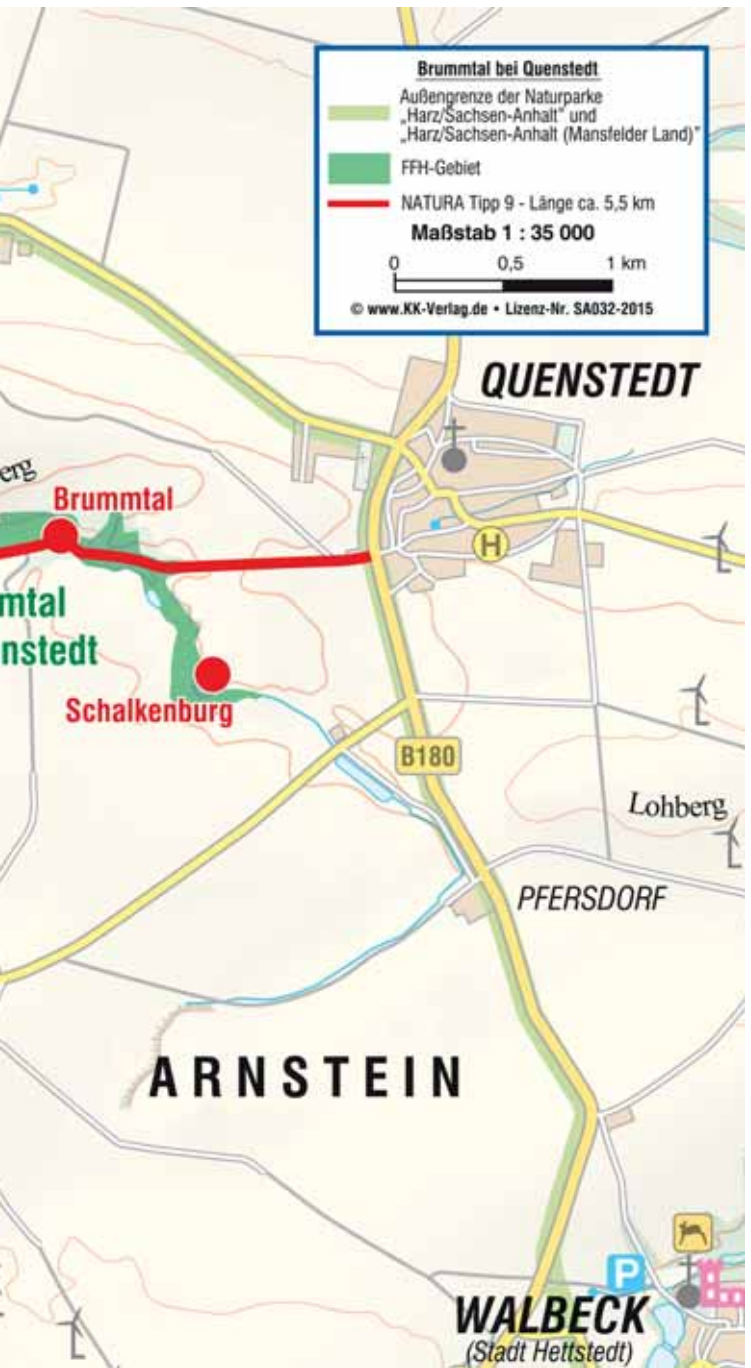 Brummtal bei Quenstedt
Außengrenze der Naturparke
„Harz/Sachsen-Anhalt" und
„Harz/Sachsen-Anhalt (Mansfelder Land)"
FFH-Gebiet
NATURA Tipp 9 - Länge ca. 5,5 km
Maßstab 1 : 35 000
0 0,5 1 km
© www.KK-Verlag.de • Lizenz-Nr. SA032-2015
QUENSTEDT
erg
Brummtal
H
mtal
nstedt
Schalkenburg
B180
Lohberg
PFERSDORF
ARNSTEIN
P
WALBECK
(Stadt Hettstedt)